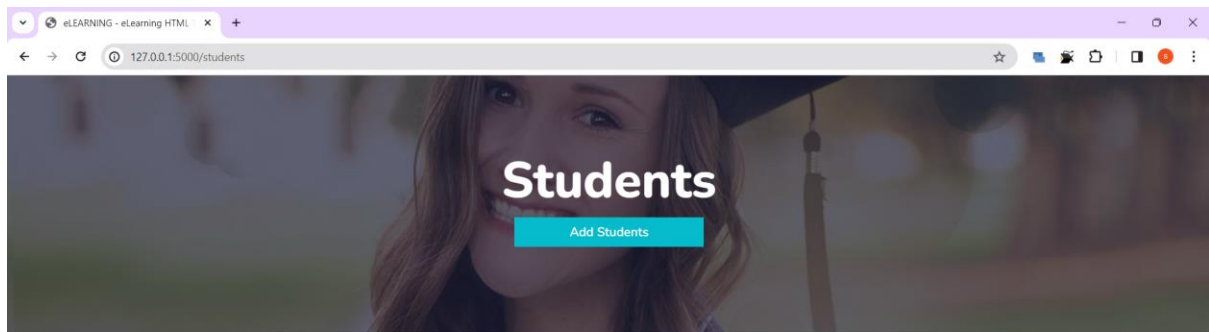 eLEARNING - eLearning HTML
127.0.0.1:5000/students
Students
Add Students